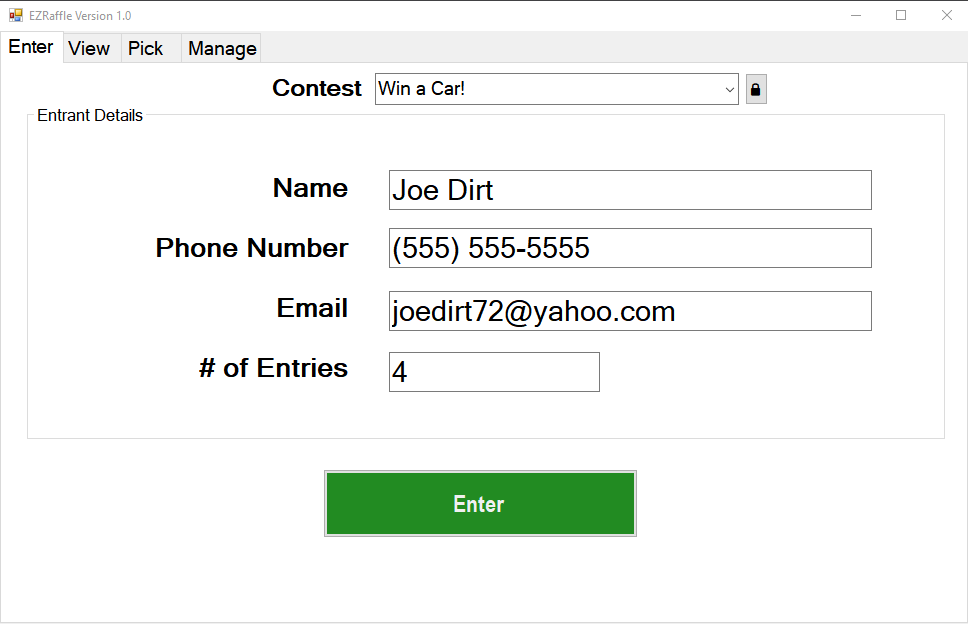 EZRaffle Version 1.0
Enter View Pick Manage
Contest Win a Car!
Entrant Details
Name Joe Dirt
Phone Number (555) 555-5555
Email joedirt72@yahoo.com
# of Entries 4
Enter